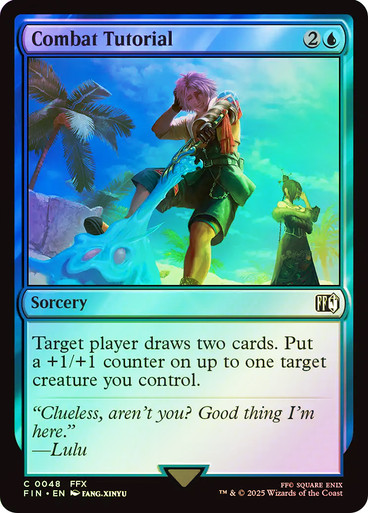 Combat Tutorial 2
Sorcery FFC
Target player draws two cards. Put
a +1/+1 counter on up to one target
creature you control.
“Clueless, aren’t you? Good thing I’m
here.”
—Lulu
C 0048 FFX
FIN • EN FANG.XINYU
FF© SQUARE ENIX
™ & © 2025 Wizards of the Coast